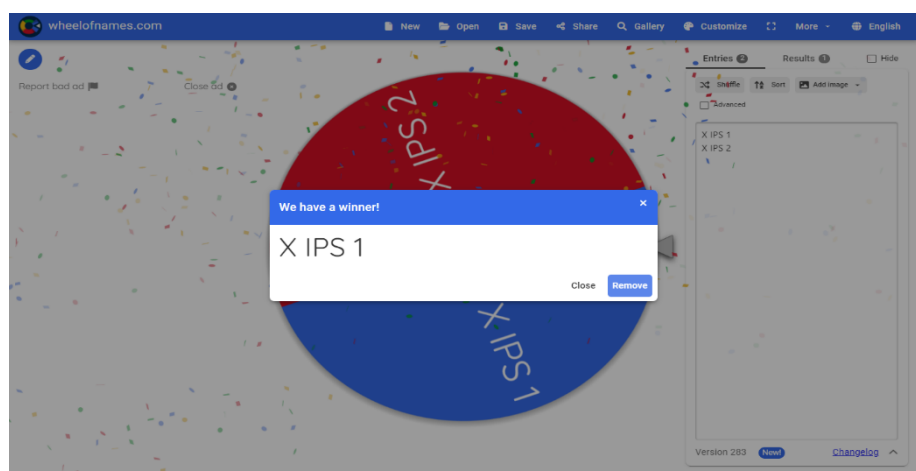 wheelofnames.com
New Open Save Share Gallery Customize More English
Report bad ad
Close ad
Entries 2 Results 1 Hide
Shuffle Sort Add image
Advanced
X IPS 1
X IPS 2
X IPS 2
We have a winner!
X IPS 1
Close Remove
X IPS 1
Version 283 New! Changelog